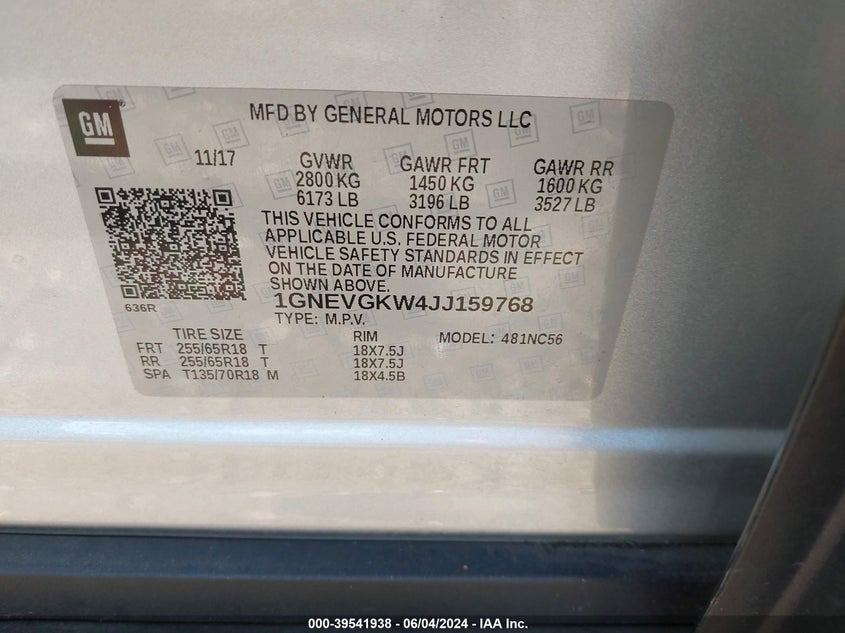 GM
MFD BY GENERAL MOTORS LLC
11/17 GVWR GAWR FRT GAWR RR
2800 KG 1450 KG 1600 KG
6173 LB 3196 LB 3527 LB
THIS VEHICLE CONFORMS TO ALL
APPLICABLE U.S. FEDERAL MOTOR
VEHICLE SAFETY STANDARDS IN EFFECT
ON THE DATE OF MANUFACTURE
SHOWN ABOVE.
636R
1GNEVGKW4JJ159768
TYPE: M.P.V. MODEL: 481NC56
TIRE SIZE RIM
FRT 255/65R18 T 18X7.5J
RR 255/65R18 T 18X7.5J
SPA T135/70R18 M 18X4.5B
000-39541938 - 06/04/2024 - IAA Inc.